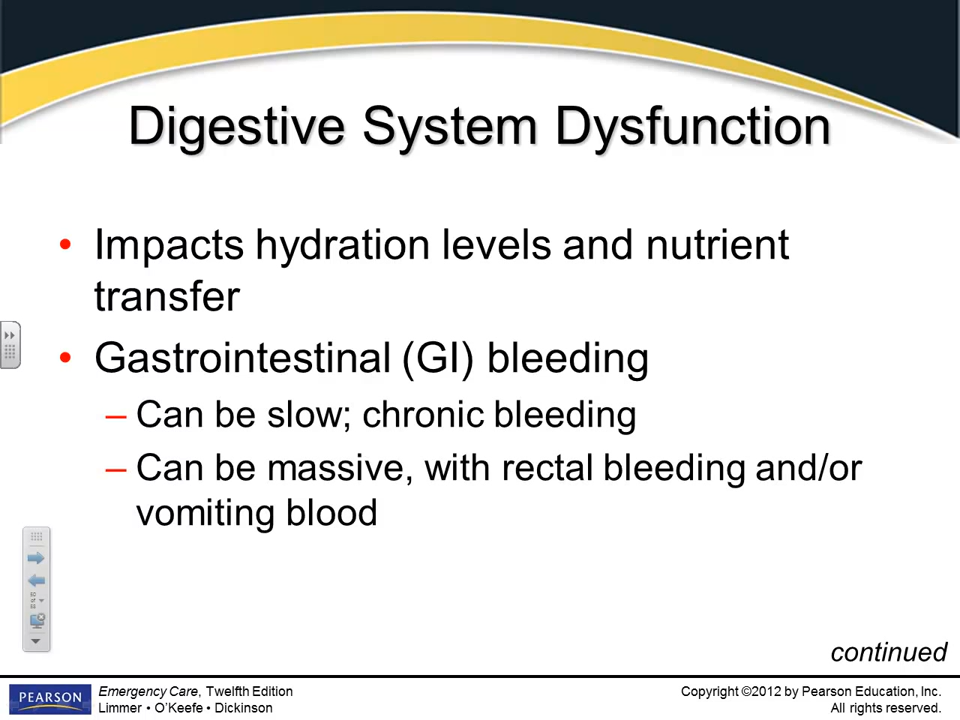 Digestive System Dysfunction
• Impacts hydration levels and nutrient
transfer
• Gastrointestinal (GI) bleeding
– Can be slow; chronic bleeding
– Can be massive, with rectal bleeding and/or
vomiting blood
continued
PEARSON
Emergency Care, Twelfth Edition
Limmer • O'Keefe • Dickinson
Copyright ©2012 by Pearson Education, Inc.
All rights reserved.